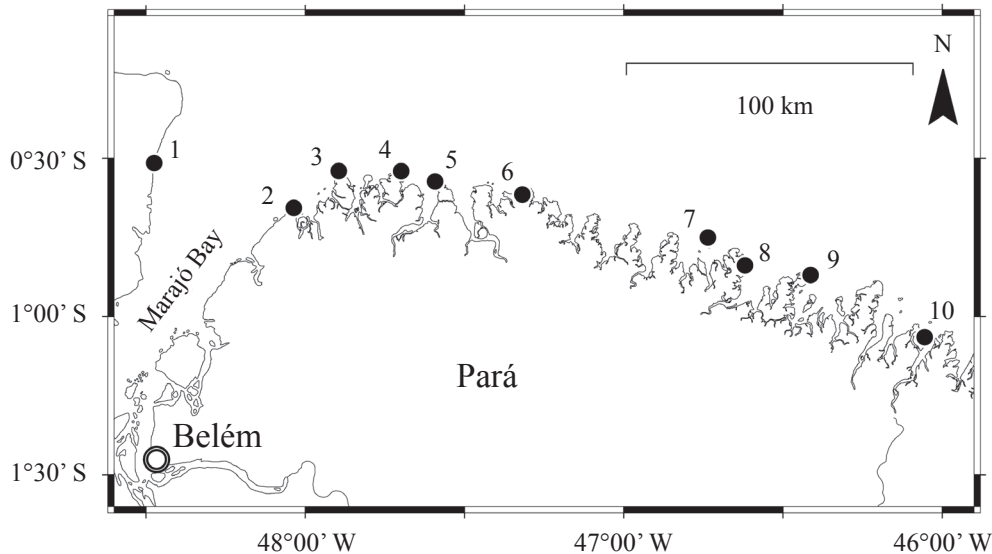 N
100 km
0°30’ S
1
3
4
5
6
2
7
8
9
Marajó Bay
1°00’ S
10
Pará
Belém
1°30’ S
48°00’ W
47°00’ W
46°00’ W